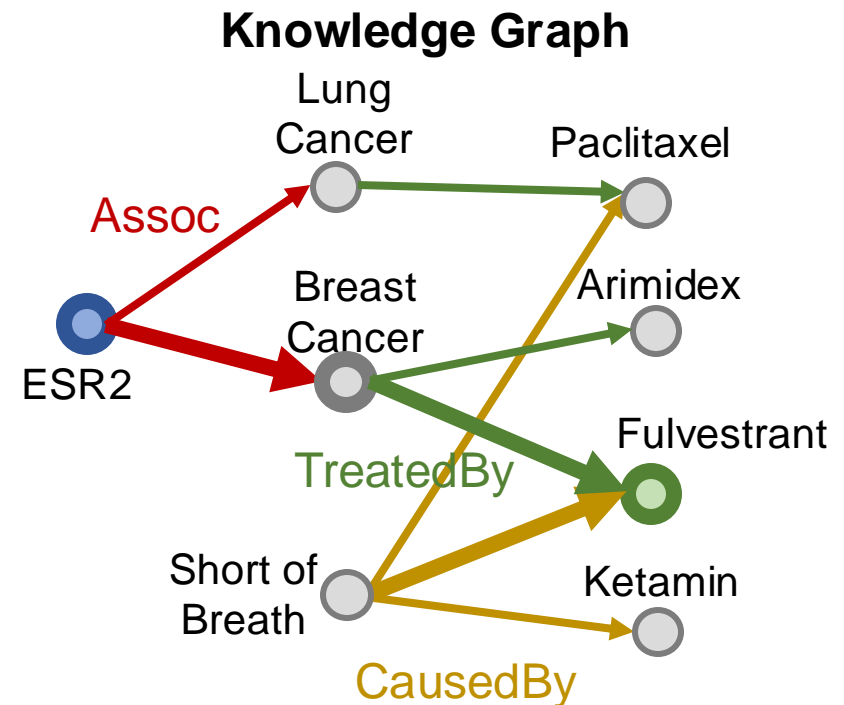 Knowledge Graph
Lung
Cancer
Paclitaxel
Assoc
Breast
Cancer
Arimidex
ESR2
Fulvestrant
TreatedBy
Short of
Breath
Ketamin
CausedBy